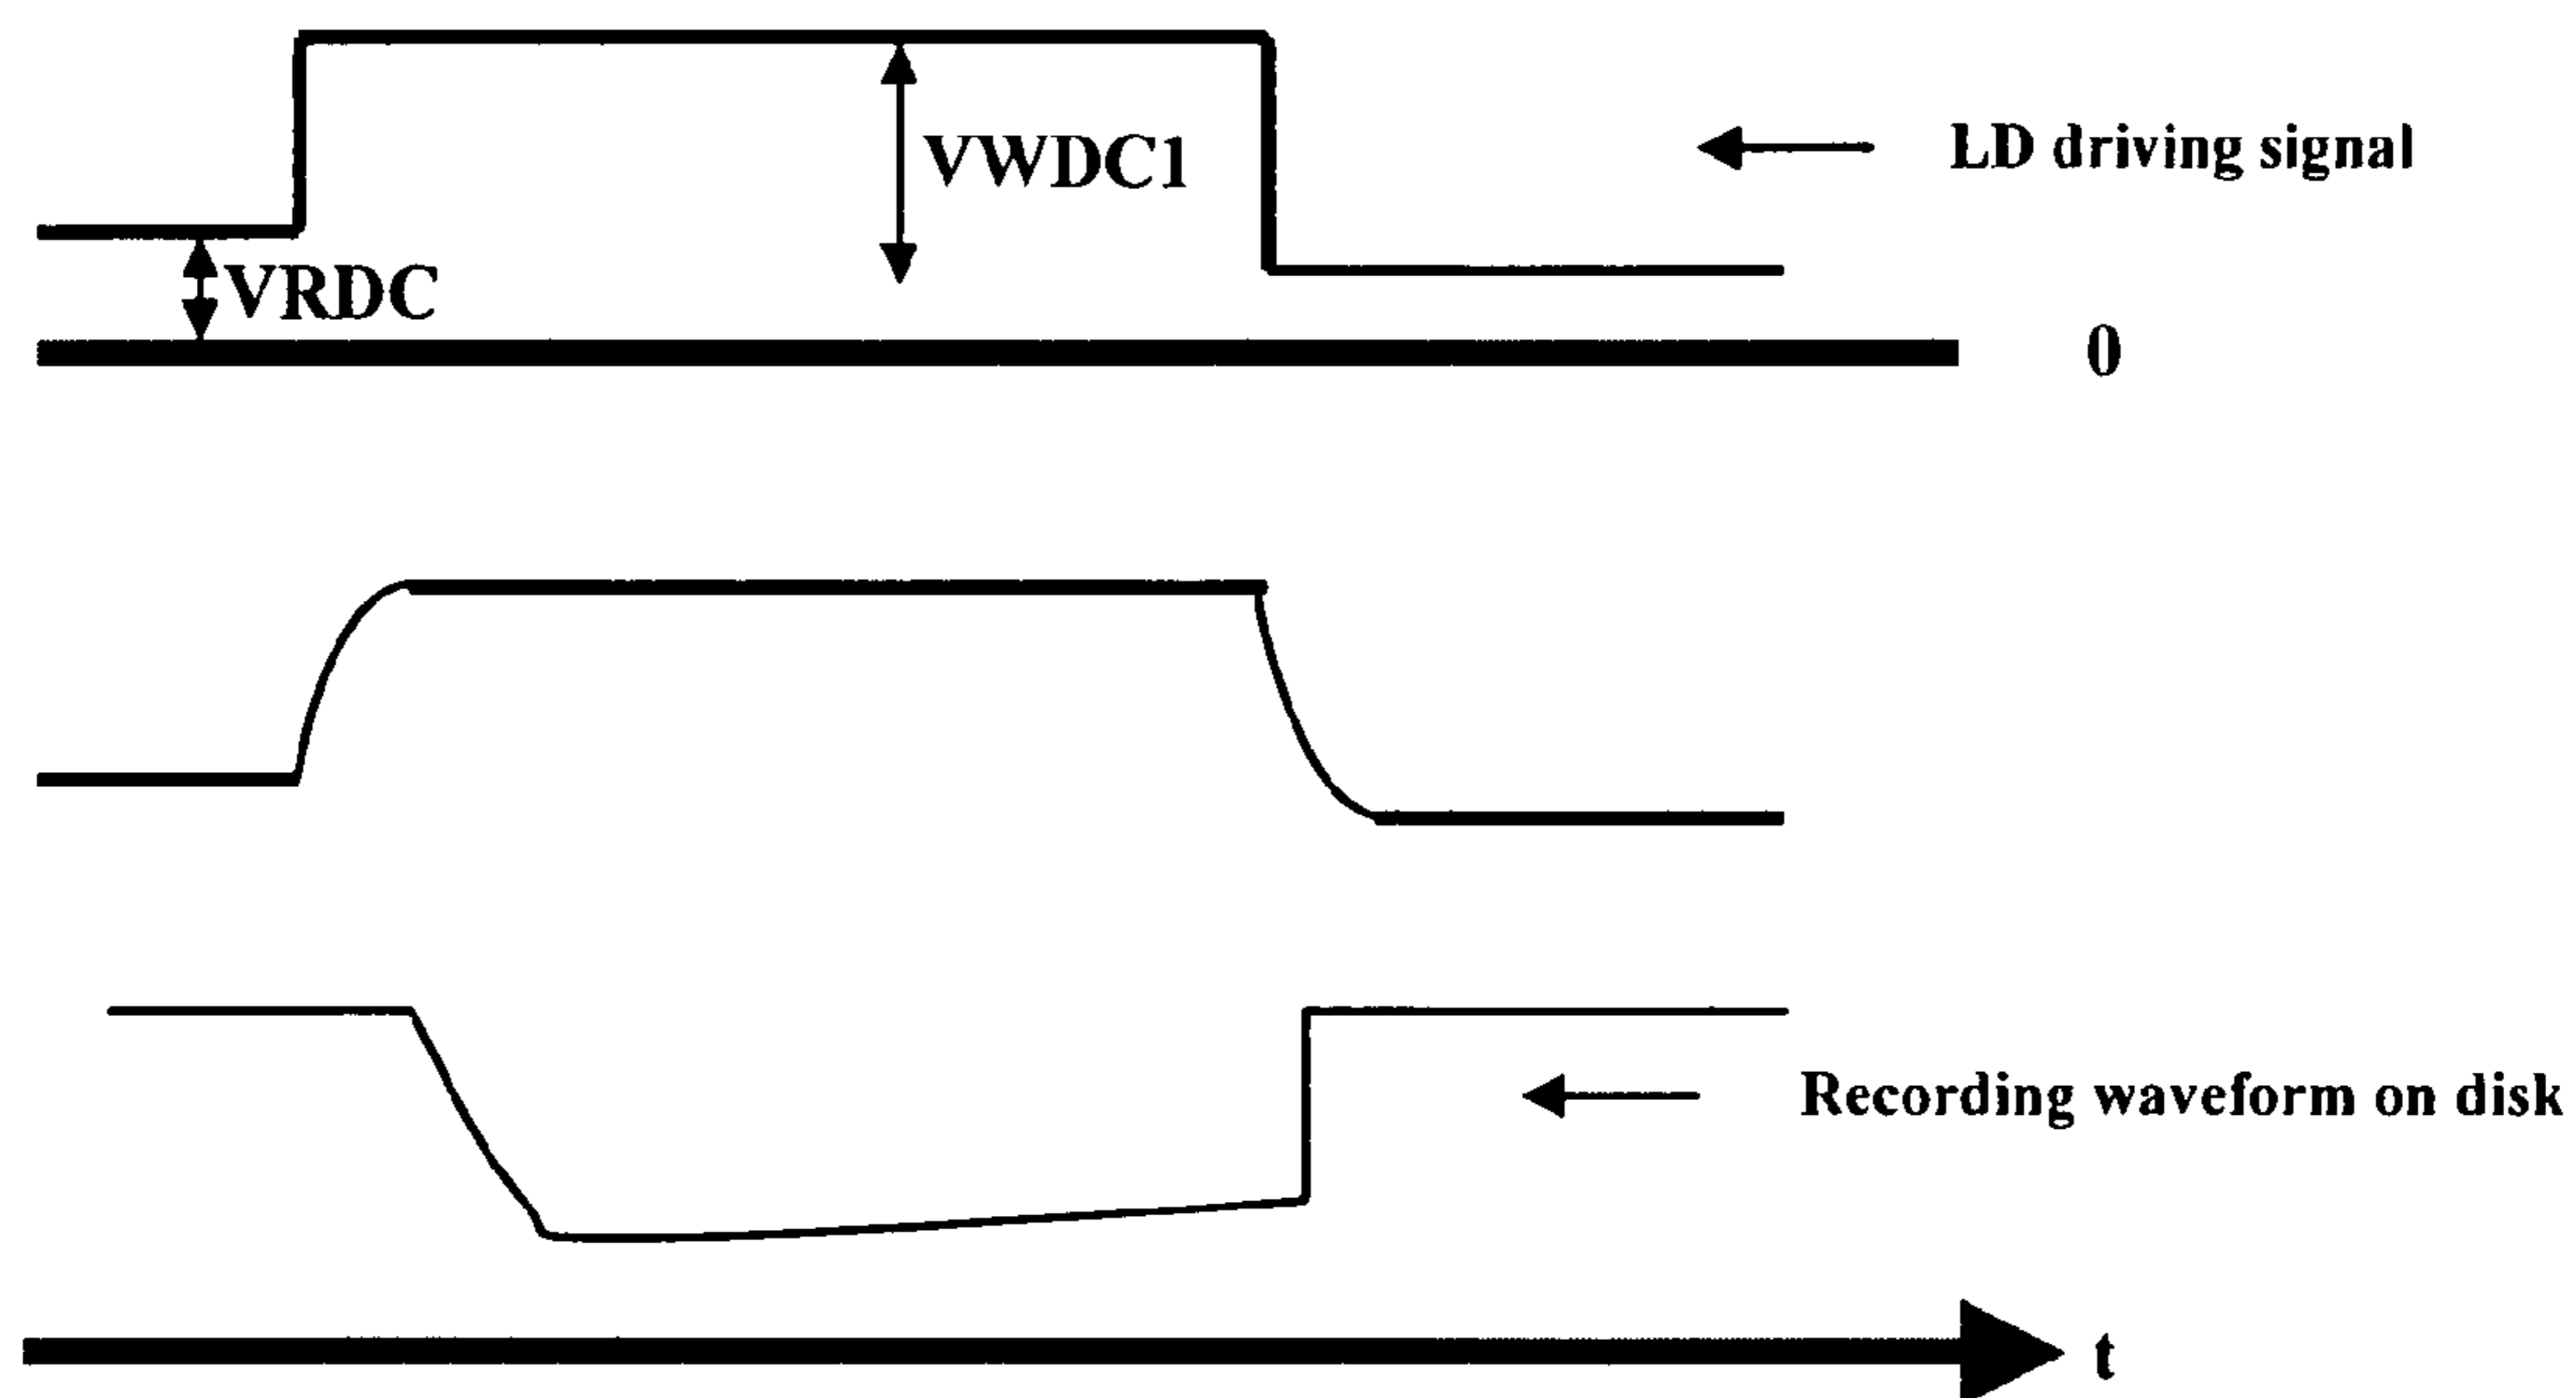 LD driving signal
VWDC1
VRDC
0
Recording waveform on disk
t